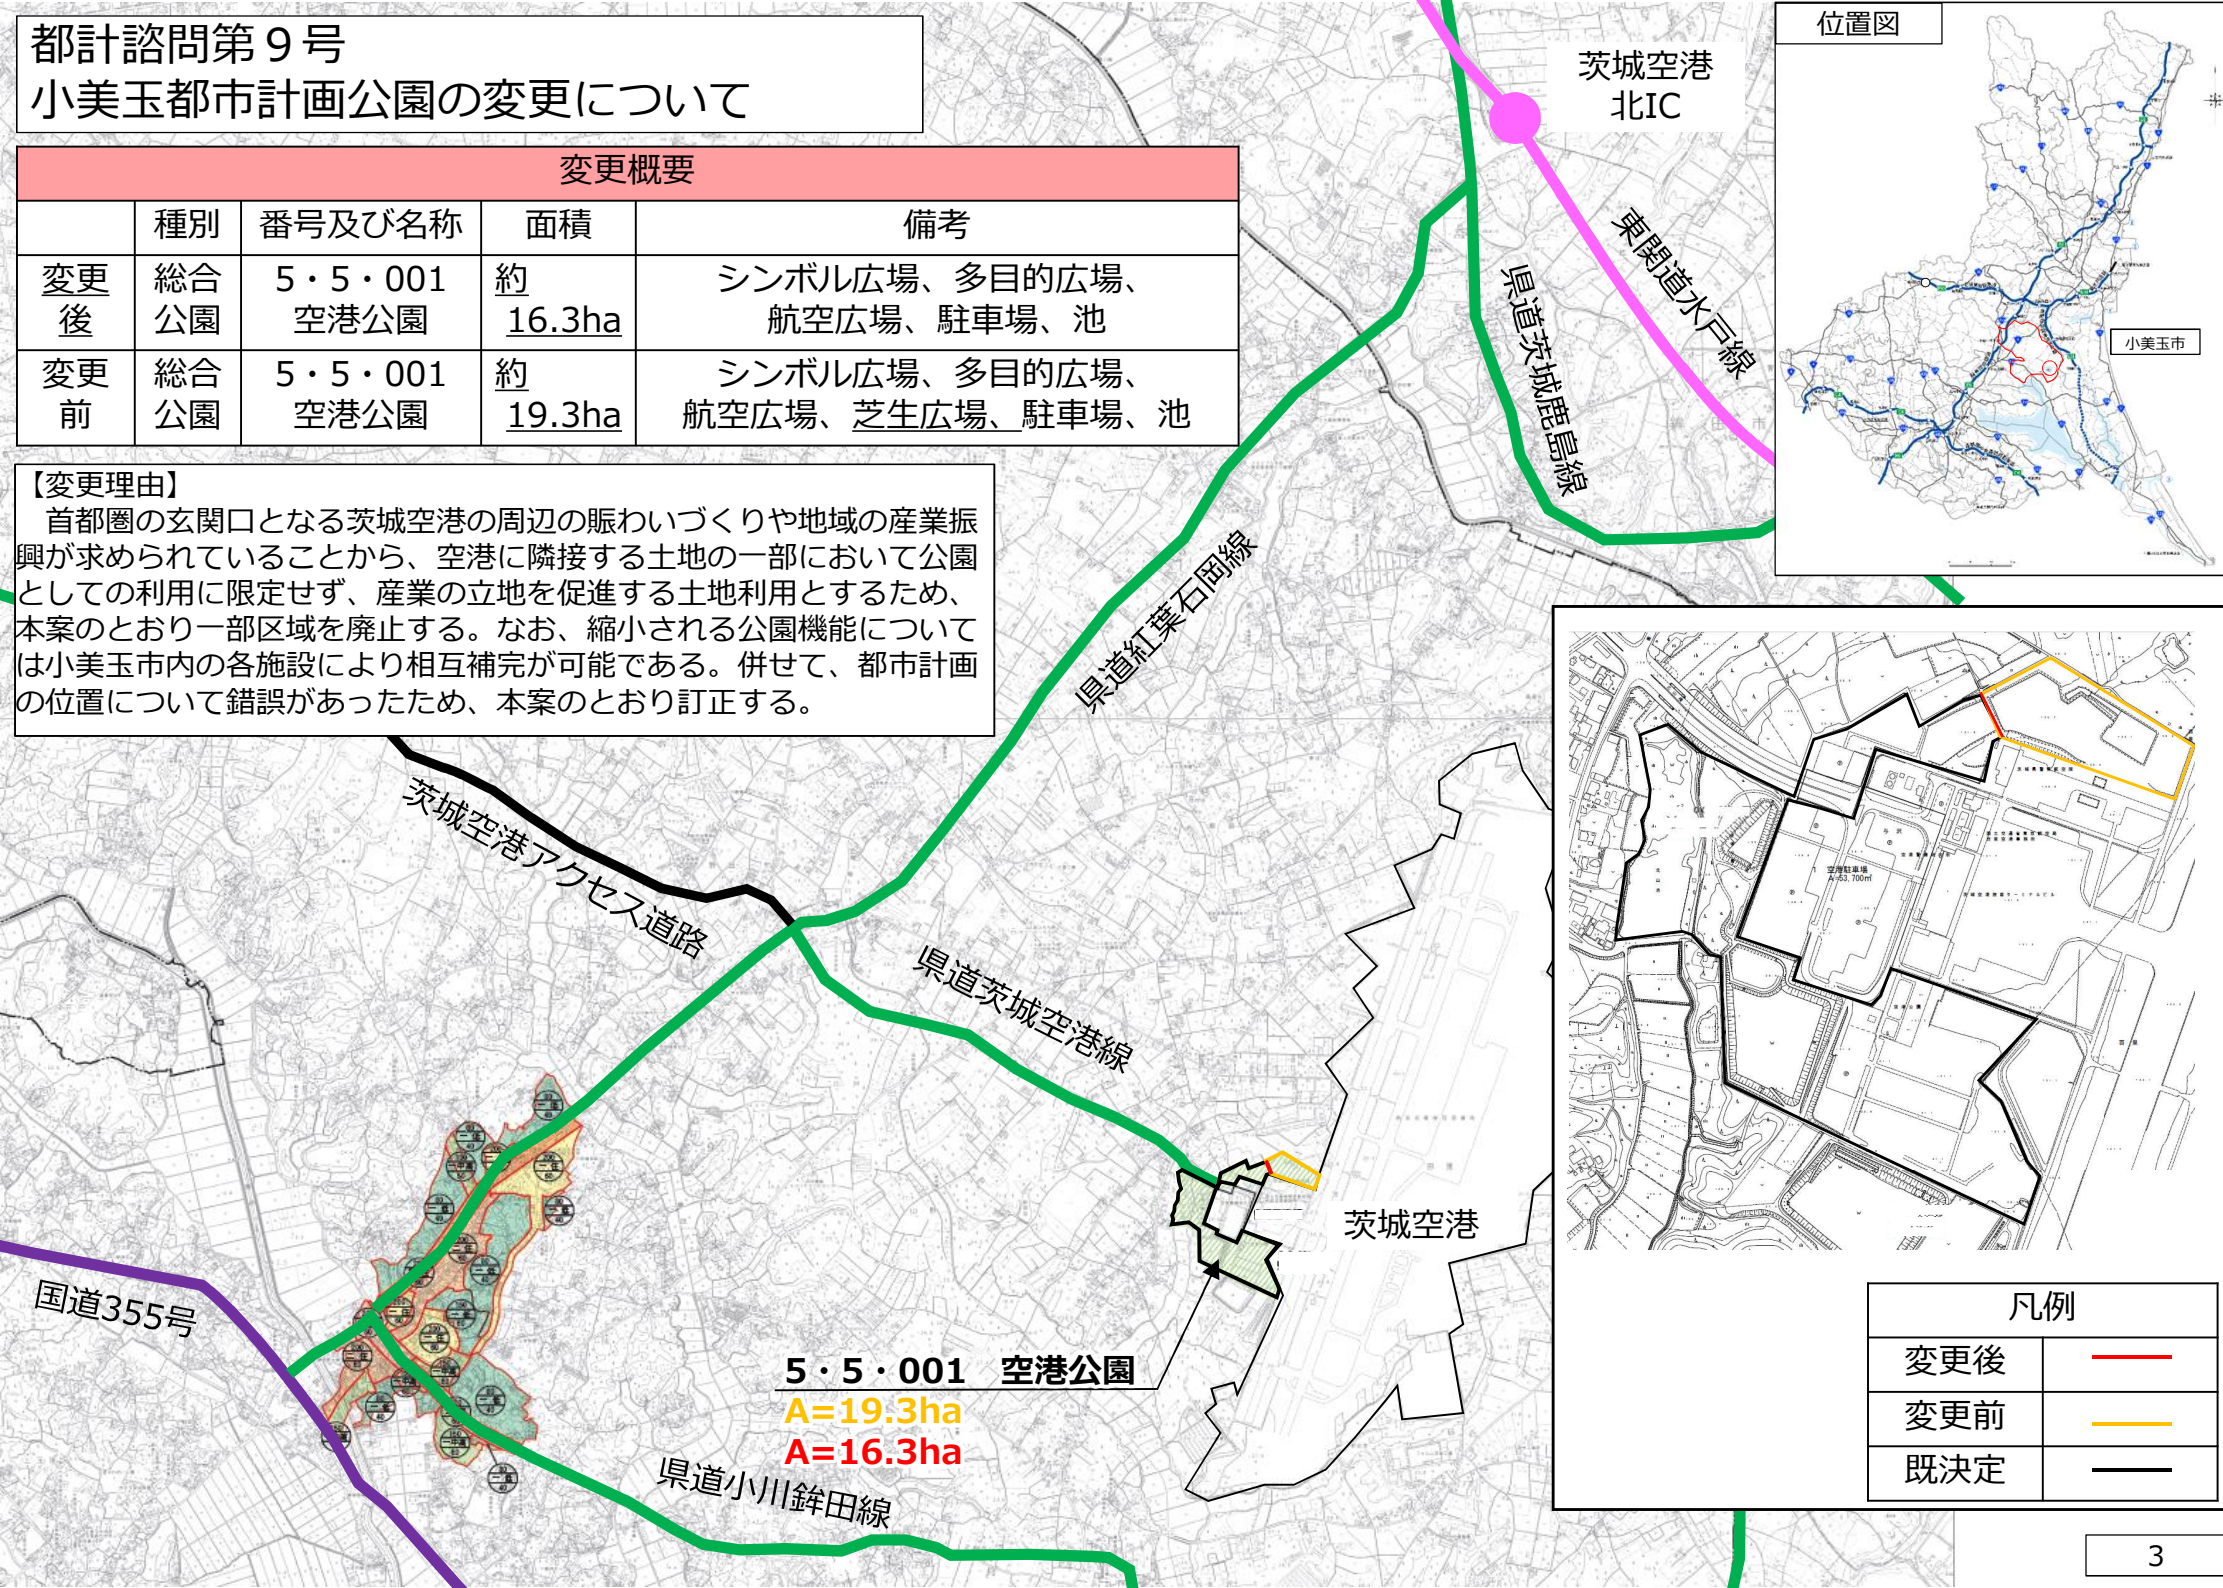 都計諮問第９号
小美玉都市計画公園の変更について
変更概要
種別 番号及び名称 面積 備考
変更後 総合公園 5・5・001 空港公園 約16.3ha シンボル広場、多目的広場、航空広場、駐車場、池
変更前 総合公園 5・5・001 空港公園 約19.3ha シンボル広場、多目的広場、航空広場、芝生広場、駐車場、池
【変更理由】
　首都圏の玄関口となる茨城空港の周辺の賑わいづくりや地域の産業振
興が求められていることから、空港に隣接する土地の一部において公園
としての利用に限定せず、産業の立地を促進する土地利用とするため、
本案のとおり一部区域を廃止する。なお、縮小される公園機能について
は小美玉市内の各施設により相互補完が可能である。併せて、都市計画
の位置について錯誤があったため、本案のとおり訂正する。
茨城空港
北IC
位置図
小美玉市
東関道水戸線
県道茨城鹿島線
県道紅葉石岡線
茨城空港アクセス道路
県道茨城空港線
茨城空港
国道355号
5・5・001　空港公園
A=19.3ha
A=16.3ha
県道小川鉾田線
空港駐車場
A=53,700㎡
凡例
変更後
変更前
既決定
3